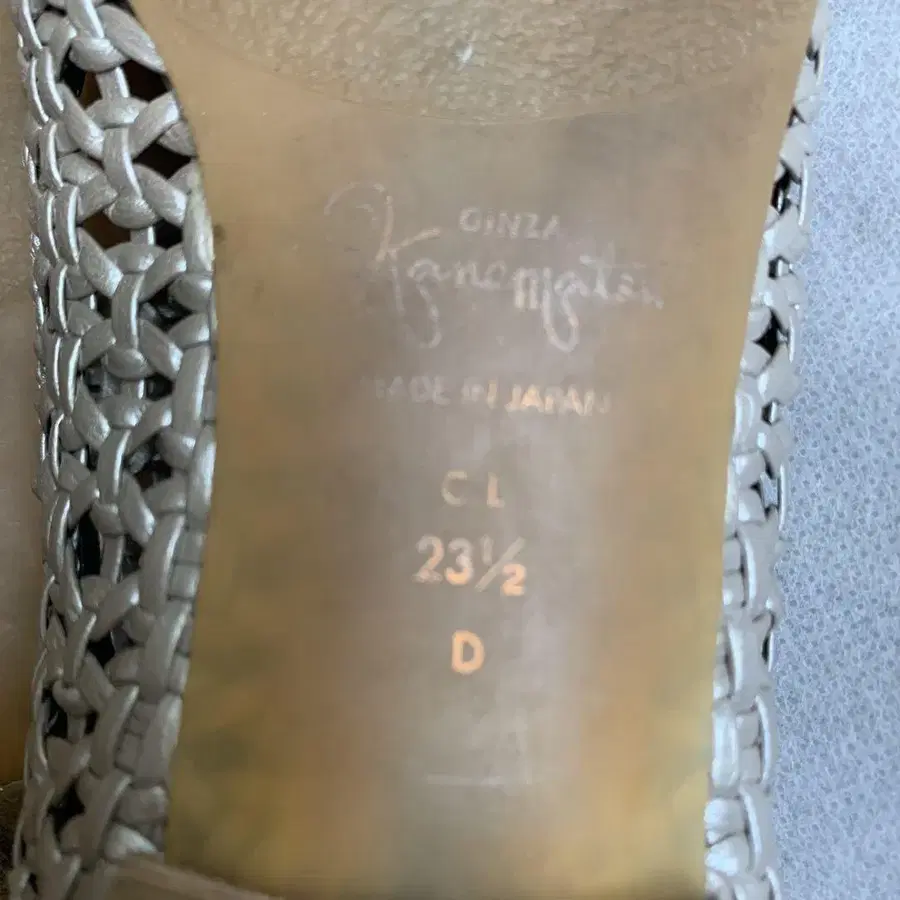 GINZA
Kanematsu
MADE IN JAPAN
CL
23½
D